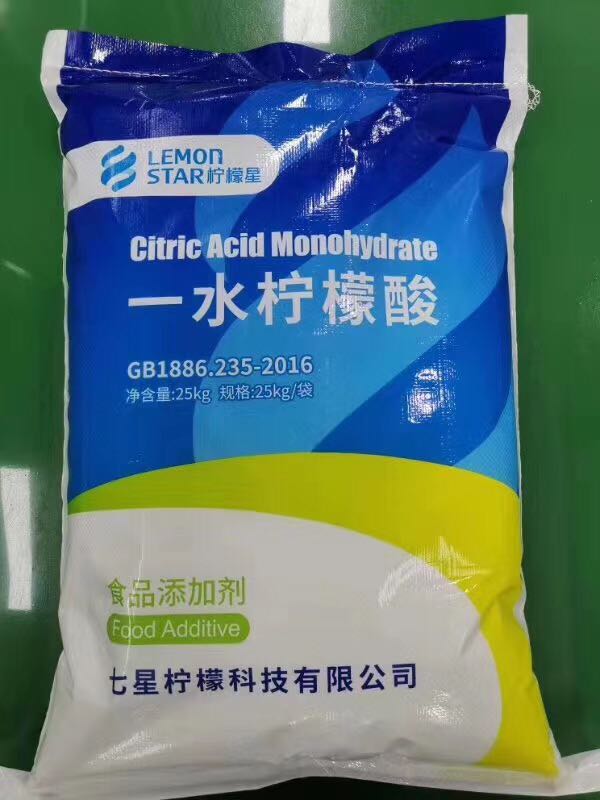 LEMON
STAR柠檬星
Citric Acid Monohydrate
一水柠檬酸
GB1886.235-2016
净含量:25kg 规格:25kg/袋
食品添加剂
Food Additive
七星柠檬科技有限公司